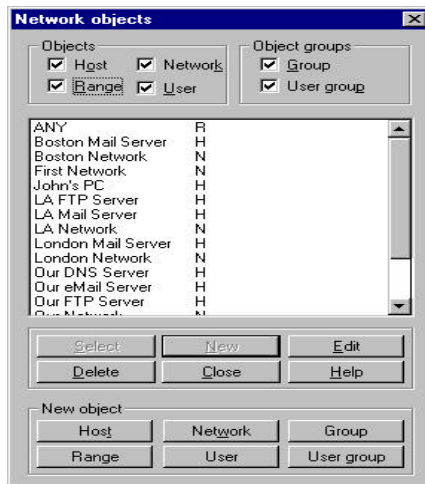 Network objects
Objects
Object groups
Host Network
Group
Range User
User group
ANY R
Boston Mail Server H
Boston Network N
First Network N
John's PC H
LA FTP Server H
LA Mail Server H
LA Network N
London Mail Server H
London Network N
Our DNS Server H
Our eMail Server H
Our FTP Server H
Our Network N
Select New Edit
Delete Close Help
New object
Host Network Group
Range User User group